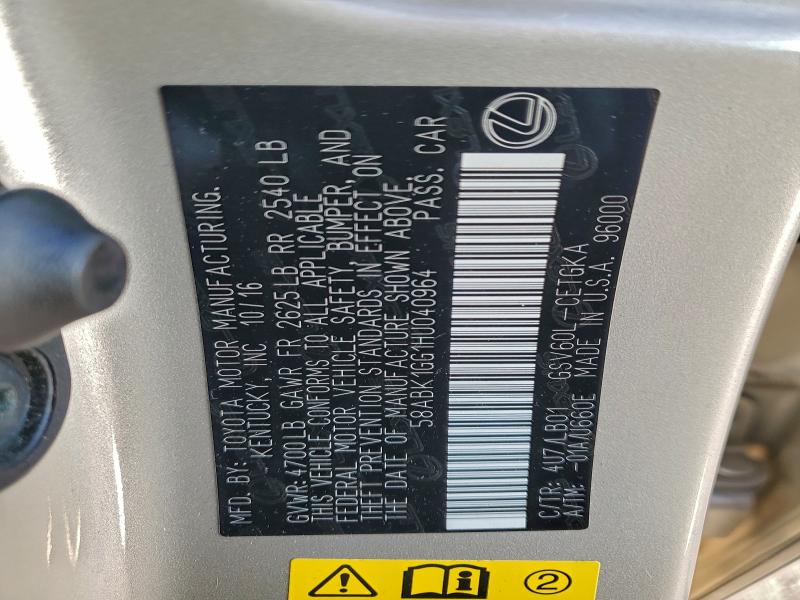 MFD. BY: TOYOTA MOTOR MANUFACTURING.
KENTUCKY, INC. 10/16
GVWR: 4700LB GAWR FR 2625LB RR 2540 LB
THIS VEHICLE CONFORMS TO ALL APPLICABLE
FEDERAL MOTOR VEHICLE SAFETY, BUMPER, AND
THEFT PREVENTION STANDARDS IN EFFECT ON
THE DATE OF MANUFACTURE SHOWN ABOVE.
58ABK1GG1HU040964 PASS. CAR
C/TR: 4U7/LB01 GSV60L-CETGKA
A/TM: -01A/U660E MADE IN U.S.A. 96000
2